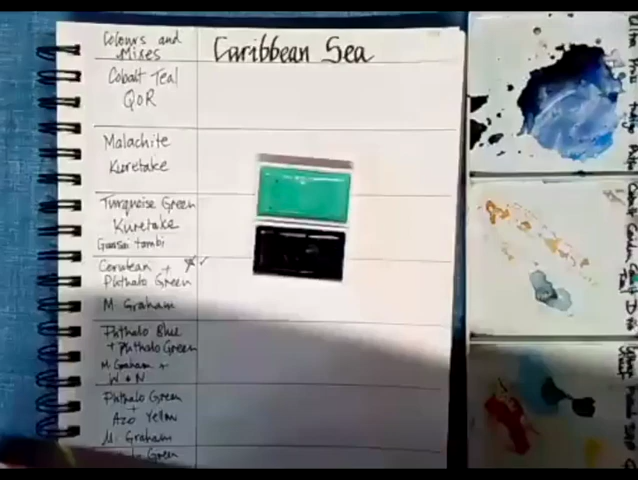 Colours and
Mixes
Caribbean Sea
Cobalt Teal
QoR
Malachite
Kuretake
Turquoise Green
Kuretake
Gansai tambi
Cerulean +
Phthalo Green
M. Graham
Phthalo Blue
+ Phthalo Green
M. Graham +
W + N
Phthalo Green
+
Azo Yellow
M. Graham
Green